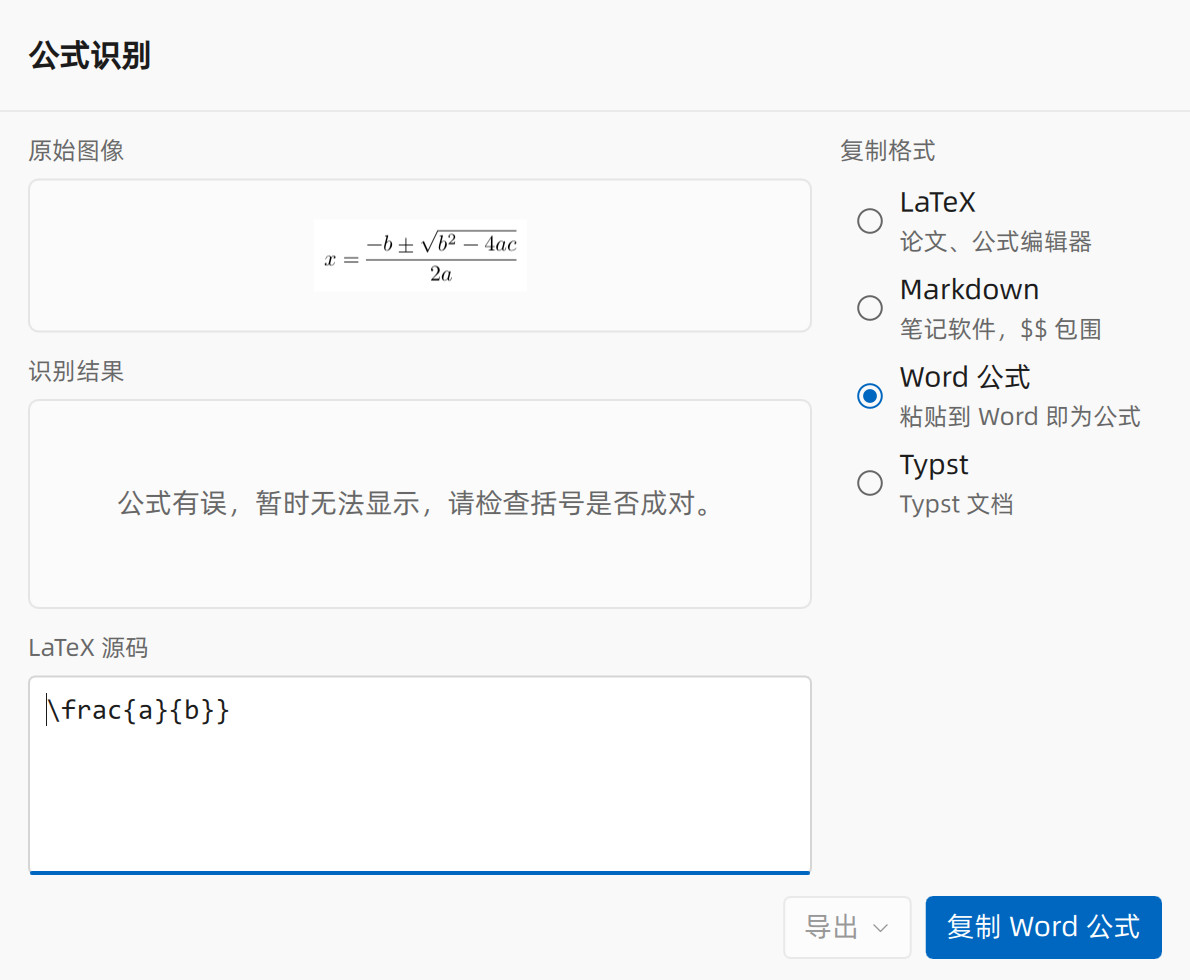 公式识别
原始图像
x = \frac{-b \pm \sqrt{b^2 - 4ac}}{2a}
识别结果
公式有误，暂时无法显示，请检查括号是否成对。
LaTeX 源码
\frac{a}{b}}
复制格式
LaTeX
论文、公式编辑器
Markdown
笔记软件，$$ 包围
Word 公式
粘贴到 Word 即为公式
Typst
Typst 文档
导出
复制 Word 公式